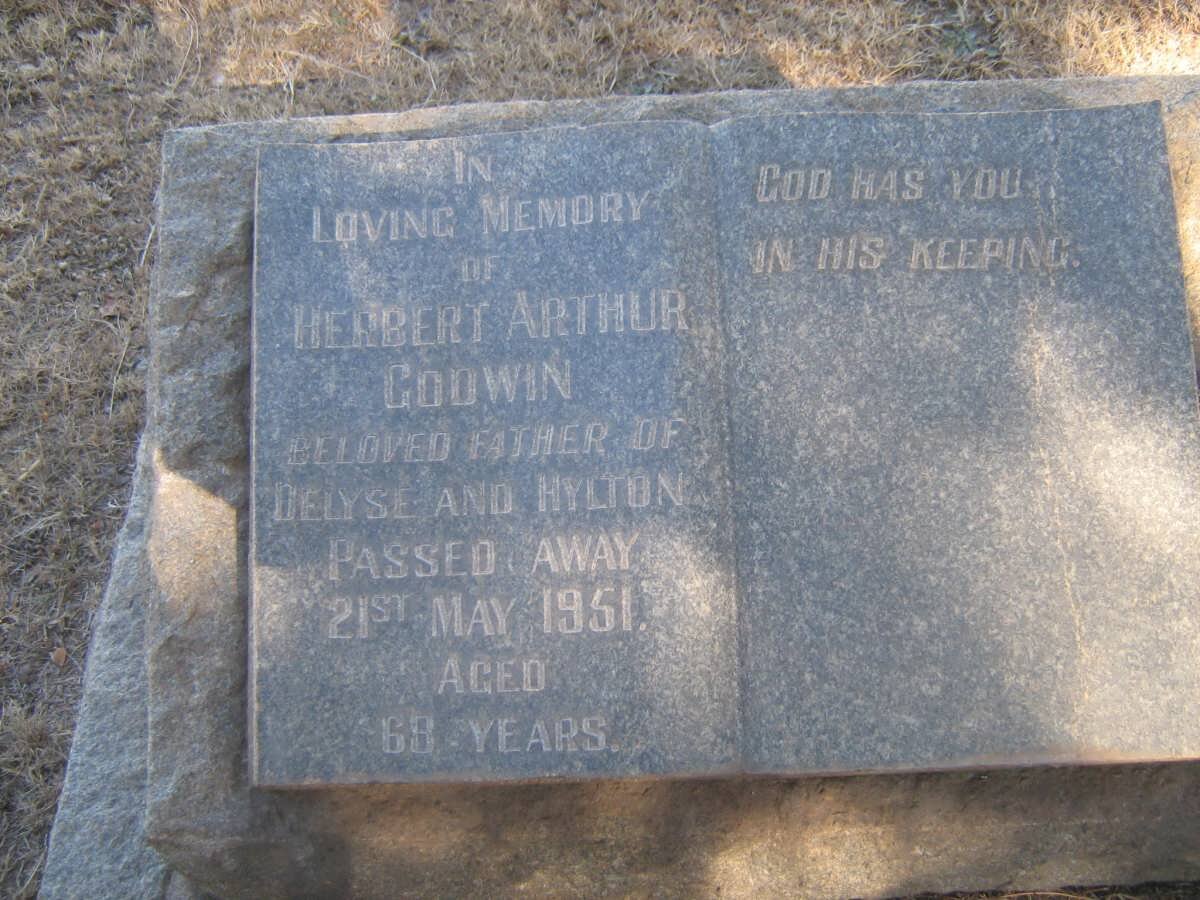 IN
LOVING MEMORY
OF
HERBERT ARTHUR
GODWIN
BELOVED FATHER OF
DELYSE AND HYLTON
PASSED AWAY
21ST MAY 1951.
AGED
68 YEARS.
GOD HAS YOU
IN HIS KEEPING.